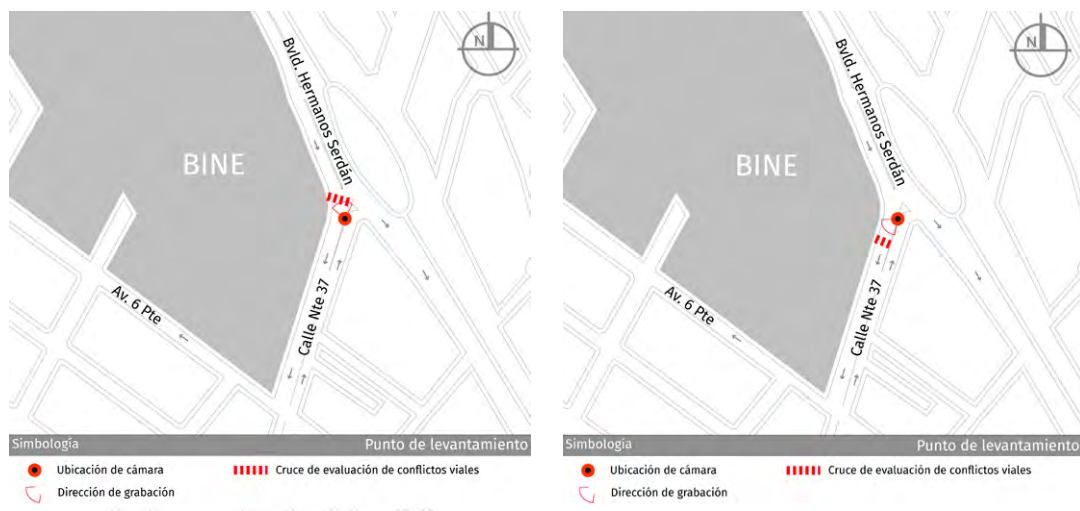 N
Bvld. Hermanos Serdán
BINE
Av. 6 Pte
Calle Nte 37
Simbología
Punto de levantamiento
Ubicación de cámara
Cruce de evaluación de conflictos viales
Dirección de grabación
N
Bvld. Hermanos Serdán
BINE
Av. 6 Pte
Calle Nte 37
Simbología
Punto de levantamiento
Ubicación de cámara
Cruce de evaluación de conflictos viales
Dirección de grabación